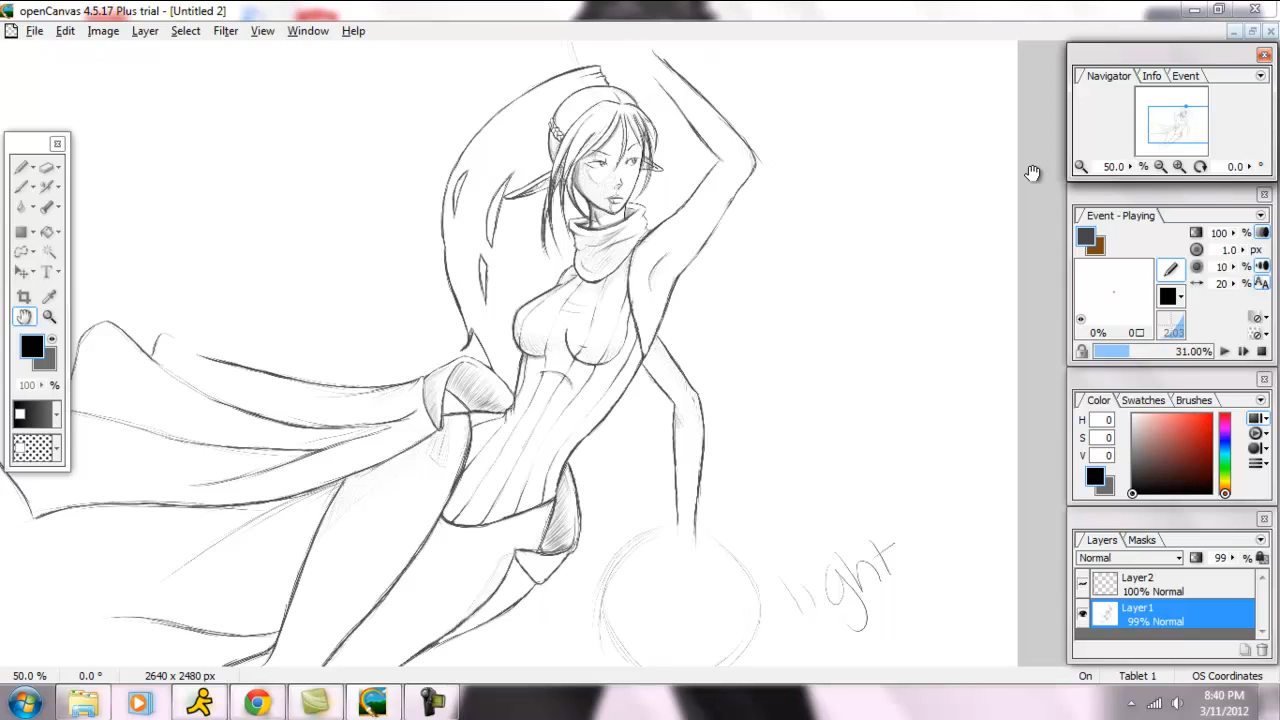 openCanvas 4.5.17 Plus trial - [Untitled 2]
File Edit Image Layer Select Filter View Window Help
Navigator Info Event
50.0 % 0.0 °
Event - Playing
100 %
1.0 px
10 %
20 %
0% 0
2.03
31.00%
100 %
Color Swatches Brushes
H 0
S 0
V 0
Layers Masks
Normal 99 %
Layer2
100% Normal
Layer1
99% Normal
light
50.0 % 0.0 ° 2640 x 2480 px On Tablet 1 OS Coordinates
8:40 PM
3/11/2012